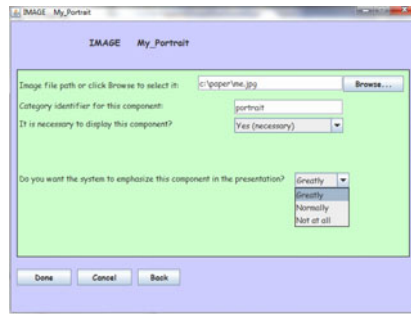 IMAGE My_Portrait
IMAGE My_Portrait
Image file path or click Browse to select it: c:\paper\me.jpg Browse...
Category identifier for this component: portrait
It is necessary to display this component? Yes (necessary)
Do you want the system to emphasize this component in the presentation? Greatly
Greatly
Normally
Not at all
Done Cancel Back